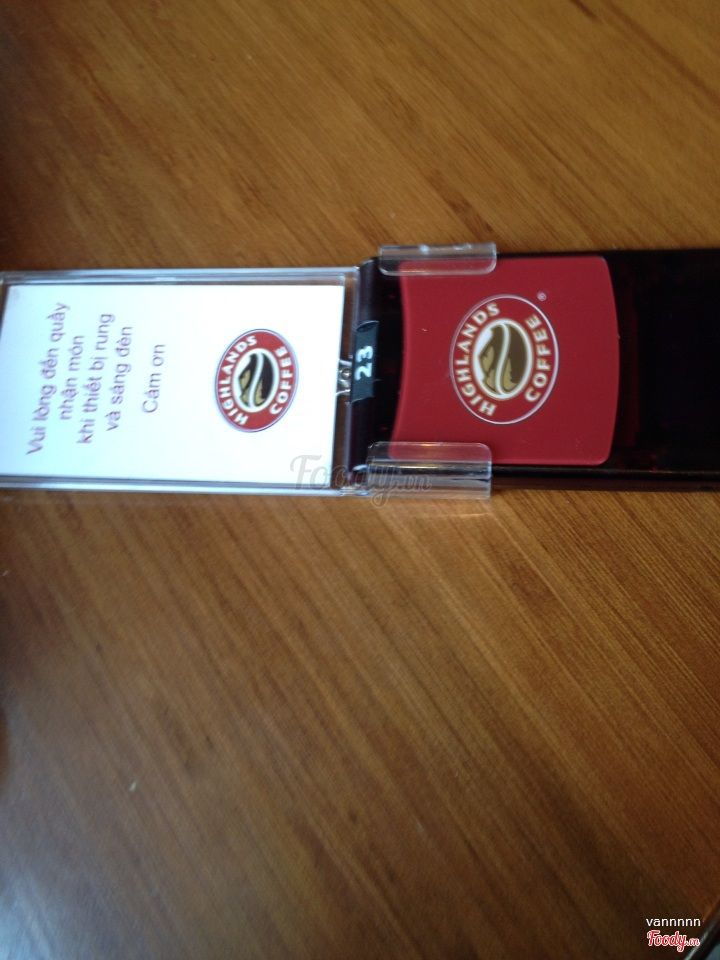 Vui lòng đến quầy
nhận món
khi thiết bị rung
và sáng đèn
Cám ơn
HIGHLANDS
COFFEE
23
HIGHLANDS
COFFEE
®
Foody.vn
vannnnn
Foody.vn